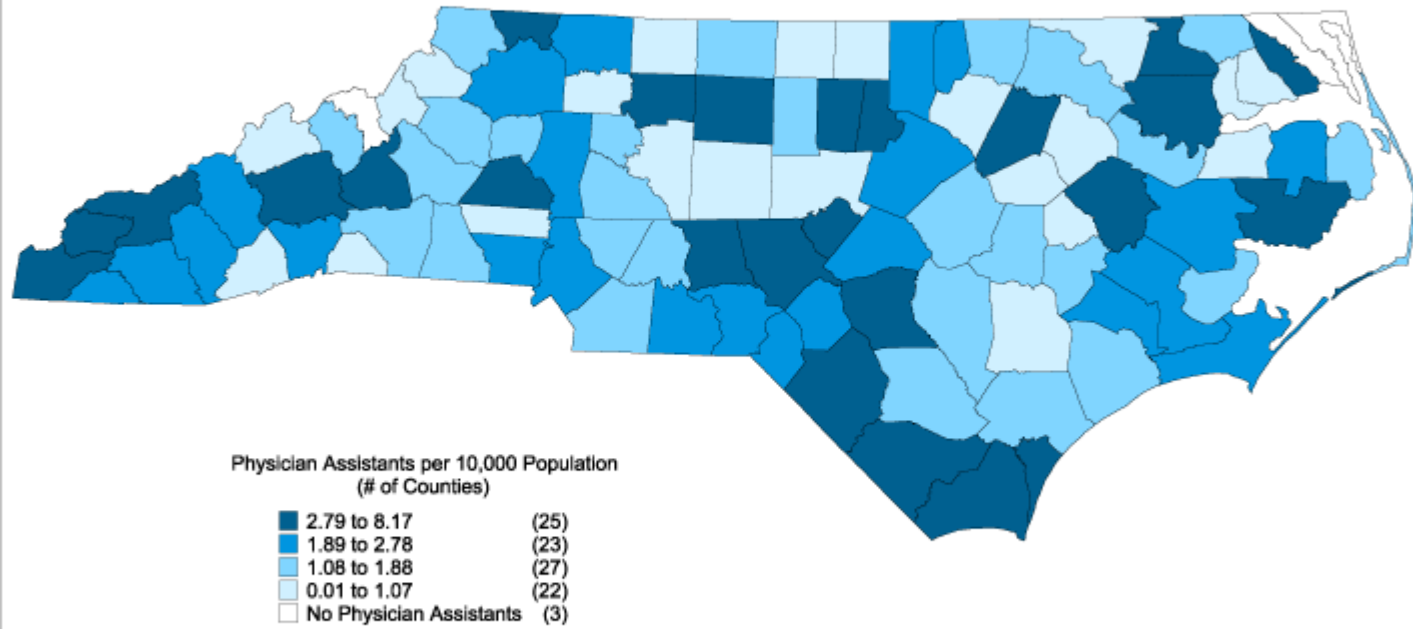 Physician Assistants per 10,000 Population
(# of Counties)
2.79 to 8.17 (25)
1.89 to 2.78 (23)
1.08 to 1.88 (27)
0.01 to 1.07 (22)
No Physician Assistants (3)